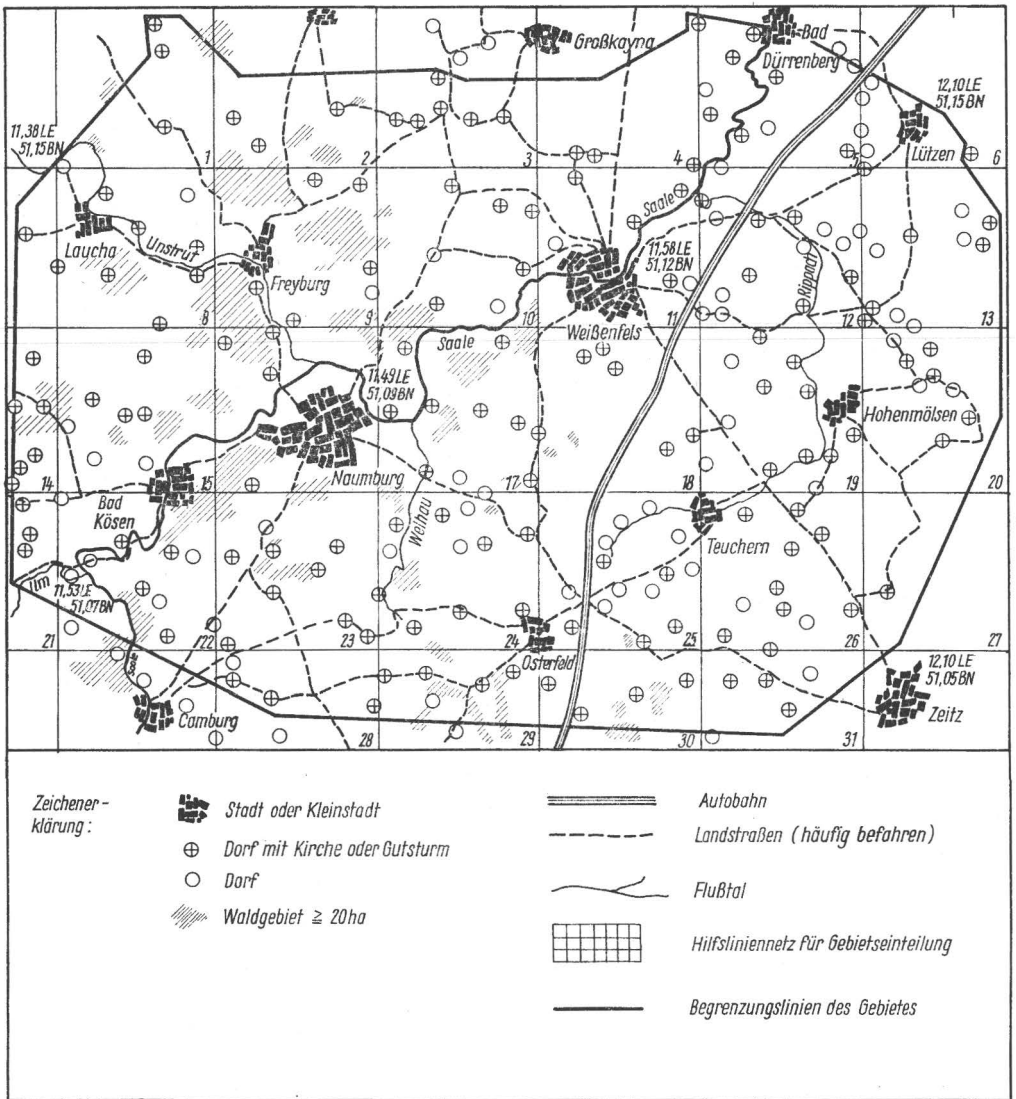 Großkayna
Bad
Dürrenberg
12,10 LE
51,15 BN
Lützen
11,38 LE
51,15 BN
1
2
3
4
5
6
Laucha
Unstrut
Freyburg
Saale
11,58 LE
51,12 BN
Weißenfels
Rippach
8
9
10
11
12
13
Saale
11,49 LE
51,09 BN
Naumburg
Hohenmölsen
14
15
17
18
19
20
Bad
Kösen
Wethau
Teuchern
Ilm
11,53 LE
51,07 BN
21
22
23
24
25
26
27
Osterfeld
12,10 LE
51,05 BN
Saale
Camburg
Zeitz
28
29
30
31
Zeichener-
klärung :
Stadt oder Kleinstadt
Dorf mit Kirche oder Gutsturm
Dorf
Waldgebiet ≧ 20 ha
Autobahn
Landstraßen (häufig befahren)
Flußtal
Hilfsliniennetz für Gebietseinteilung
Begrenzungslinien des Gebietes